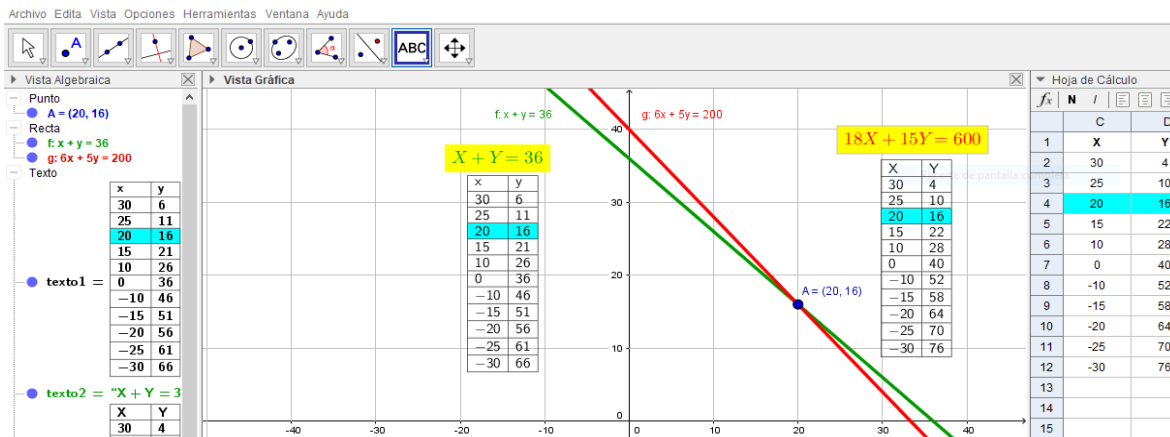 Archivo Edita Vista Opciones Herramientas Ventana Ayuda
A α ABC
Vista Algebraica
Punto
A = (20, 16)
Recta
f: x + y = 36
g: 6x + 5y = 200
Texto
texto1 =
x y
30 6
25 11
20 16
15 21
10 26
0 36
−10 46
−15 51
−20 56
−25 61
−30 66
texto2 = "X + Y = 3
X Y
30 4
Vista Gráfica
f: x + y = 36
g: 6x + 5y = 200
X + Y = 36
x y
30 6
25 11
20 16
15 21
10 26
0 36
−10 46
−15 51
−20 56
−25 61
−30 66
18X + 15Y = 600
X Y
30 4
25 10
20 16
15 22
10 28
0 40
−10 52
−15 58
−20 64
−25 70
−30 76
A = (20, 16)
40
30
20
10
0
-40 -30 -20 -10 0 10 20 30 40
Hoja de Cálculo
fx N I
C D
1 X Y
2 30 4
3 25 10
4 20 16
5 15 22
6 10 28
7 0 40
8 -10 52
9 -15 58
10 -20 64
11 -25 70
12 -30 76
13
14
15